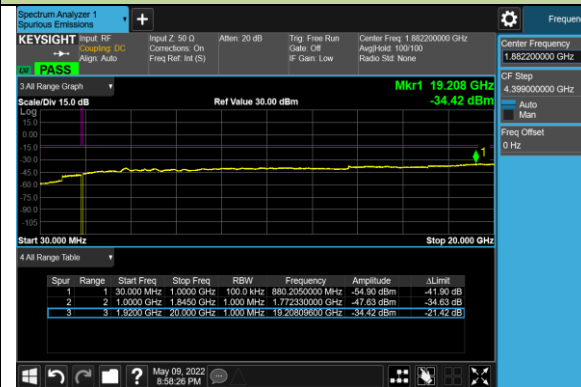 Spectrum Analyzer 1
Spurious Emissions
Frequen
KEYSIGHT Input: RF Input Z: 50 Ω Atten: 20 dB Trig: Free Run Center Freq: 1.882200000 GHz
Coupling: DC Corrections: On Gate: Off Avg|Hold: 100/100
Align: Auto Freq Ref: Int (S) IF Gain: Low Radio Std: None
PASS
Center Frequency
1.882200000 GHz
CF Step
4.399000000 GHz
Auto
Man
Freq Offset
0 Hz
3 All Range Graph
Mkr1 19.208 GHz
Scale/Div 15.0 dB Ref Value 30.00 dBm -34.42 dBm
Log
15.0
0.00
-15.0
-30.0
-45.0
-60.0
-75.0
-90.0
-105
1
Start 30.000 MHz Stop 20.000 GHz
4 All Range Table
Spur Range Start Freq Stop Freq RBW Frequency Amplitude ΔLimit
1 1 30.000 MHz 1.0000 GHz 100.0 kHz 880.2050000 MHz -54.90 dBm -41.90 dB
2 2 1.0000 GHz 1.8450 GHz 1.000 MHz 1.772330000 GHz -47.63 dBm -34.63 dB
3 3 1.9200 GHz 20.000 GHz 1.000 MHz 19.20809600 GHz -34.42 dBm -21.42 dB
?
May 09, 2022
8:58:26 PM